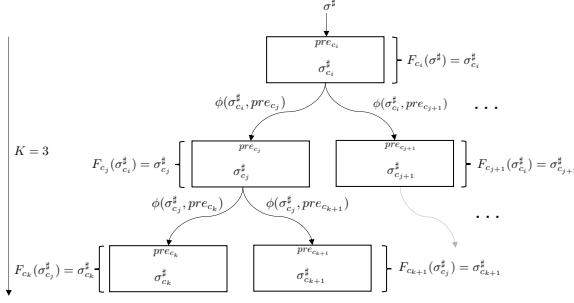 σ♯
pre_{c_i}
σ♯_{c_i}
F_{c_i}(σ♯) = σ♯_{c_i}
ϕ(σ♯_{c_i}, pre_{c_j})
ϕ(σ♯_{c_i}, pre_{c_{j+1}})
. . .
K = 3
F_{c_j}(σ♯_{c_i}) = σ♯_{c_j}
pre_{c_j}
σ♯_{c_j}
pre_{c_{j+1}}
σ♯_{c_{j+1}}
F_{c_{j+1}}(σ♯_{c_i}) = σ♯_{c_{j+1}}
ϕ(σ♯_{c_j}, pre_{c_k})
ϕ(σ♯_{c_j}, pre_{c_{k+1}})
. . .
F_{c_k}(σ♯_{c_j}) = σ♯_{c_k}
pre_{c_k}
σ♯_{c_k}
pre_{c_{k+1}}
σ♯_{c_{k+1}}
F_{c_{k+1}}(σ♯_{c_j}) = σ♯_{c_{k+1}}